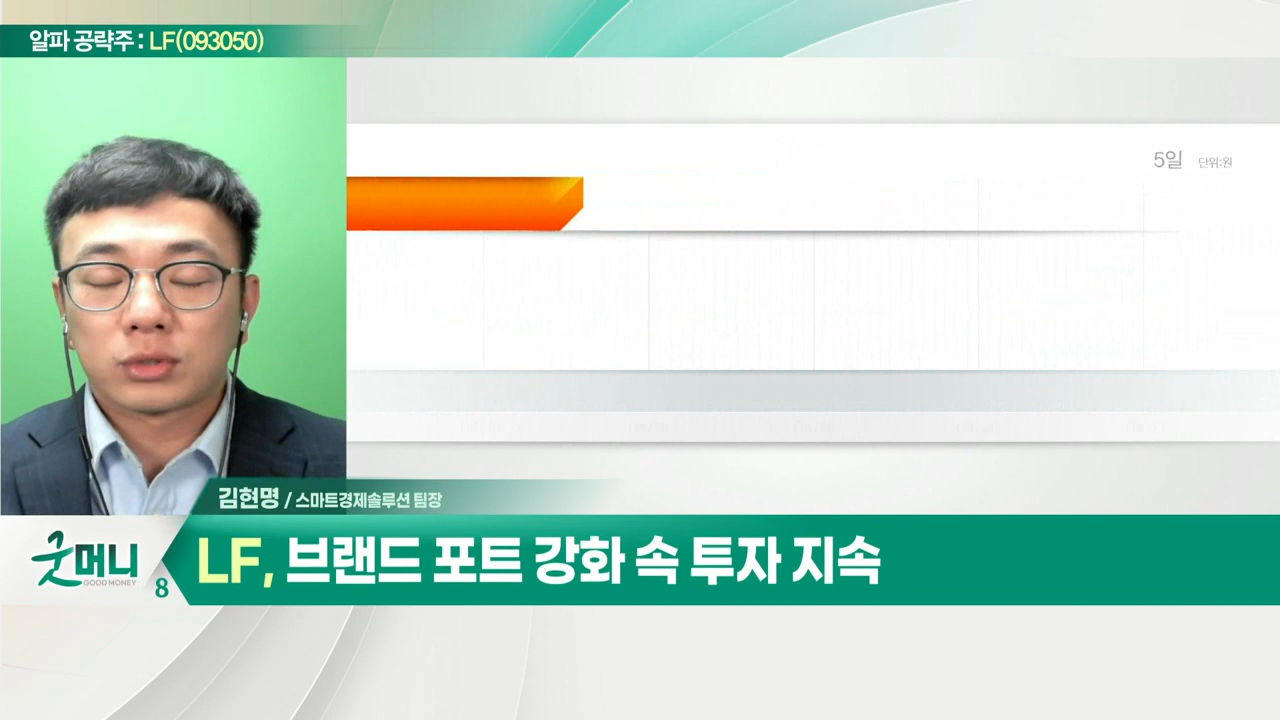 알파 공략주 : LF(093050)
5일 단위:원
김현명 / 스마트경제솔루션 팀장
굿머니
GOOD MONEY
8
LF, 브랜드 포트 강화 속 투자 지속